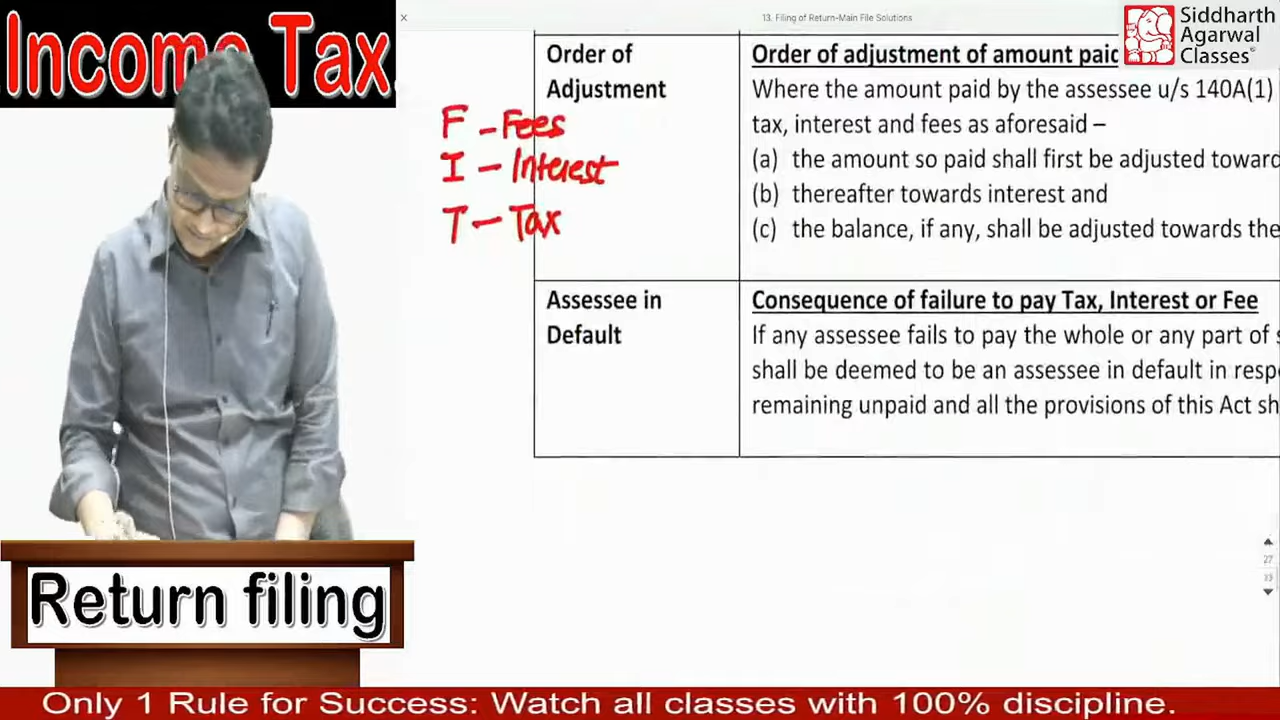 Income Tax.
13. Filing of Return-Main File Solutions
Siddharth
Agarwal
Classes
Order of
Adjustment
Order of adjustment of amount paid
Where the amount paid by the assessee u/s 140A(1)
tax, interest and fees as aforesaid –
(a) the amount so paid shall first be adjusted toward
(b) thereafter towards interest and
(c) the balance, if any, shall be adjusted towards the
F – Fees
I – Interest
T – Tax
Assessee in
Default
Consequence of failure to pay Tax, Interest or Fee
If any assessee fails to pay the whole or any part of s
shall be deemed to be an assessee in default in resp
remaining unpaid and all the provisions of this Act sh
27
33
Return filing
Only 1 Rule for Success: Watch all classes with 100% discipline.